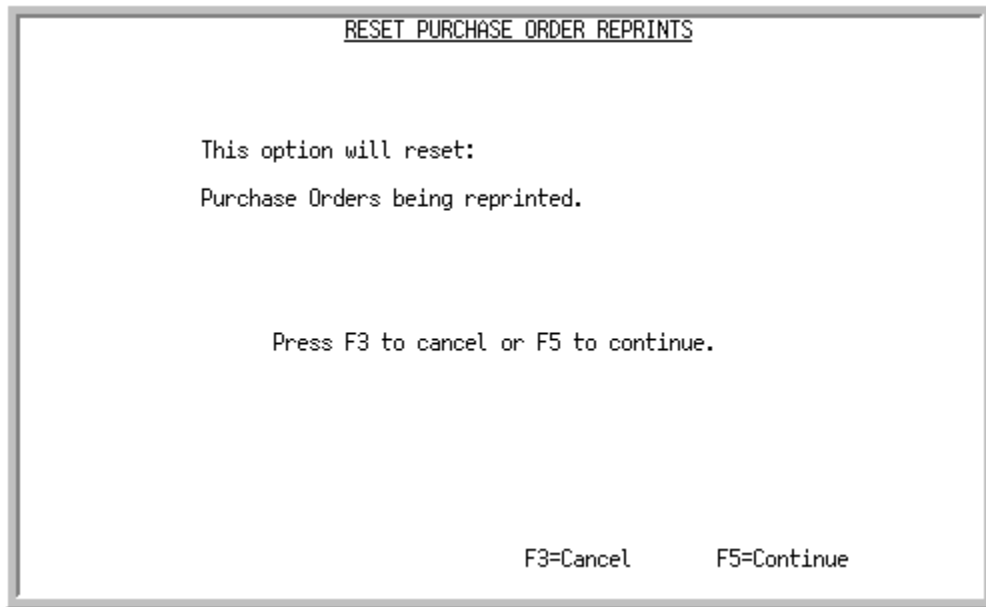 RESET PURCHASE ORDER REPRINTS
This option will reset:
Purchase Orders being reprinted.
Press F3 to cancel or F5 to continue.
F3=Cancel F5=Continue